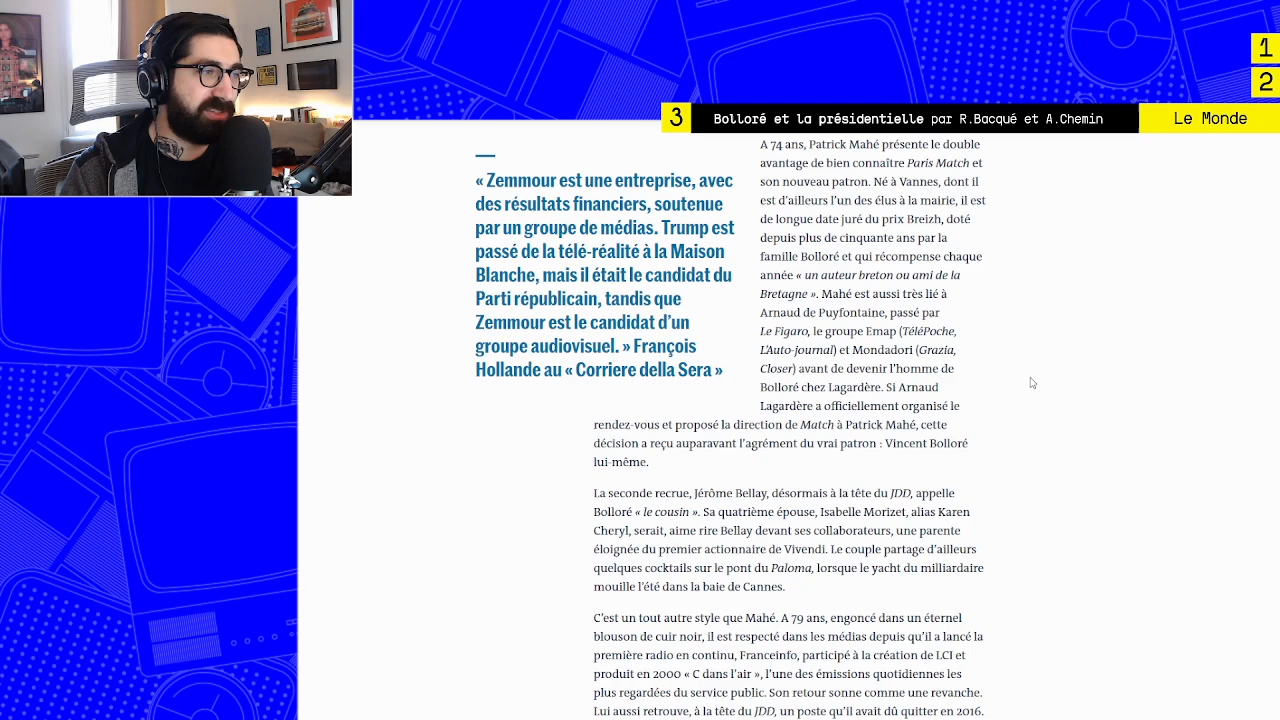 1
2
3 Bolloré et la présidentielle par R.Bacqué et A.Chemin Le Monde
« Zemmour est une entreprise, avec
des résultats financiers, soutenue
par un groupe de médias. Trump est
passé de la télé-réalité à la Maison
Blanche, mais il était le candidat du
Parti républicain, tandis que
Zemmour est le candidat d’un
groupe audiovisuel. » François
Hollande au « Corriere della Sera »
A 74 ans, Patrick Mahé présente le double
avantage de bien connaître Paris Match et
son nouveau patron. Né à Vannes, dont il
est d’ailleurs l’un des élus à la mairie, il est
de longue date juré du prix Breizh, doté
depuis plus de cinquante ans par la
famille Bolloré et qui récompense chaque
année « un auteur breton ou ami de la
Bretagne ». Mahé est aussi très lié à
Arnaud de Puyfontaine, passé par
Le Figaro, le groupe Emap (TéléPoche,
L’Auto-journal) et Mondadori (Grazia,
Closer) avant de devenir l’homme de
Bolloré chez Lagardère. Si Arnaud
Lagardère a officiellement organisé le
rendez-vous et proposé la direction de Match à Patrick Mahé, cette
décision a reçu auparavant l’agrément du vrai patron : Vincent Bolloré
lui-même.
La seconde recrue, Jérôme Bellay, désormais à la tête du JDD, appelle
Bolloré « le cousin ». Sa quatrième épouse, Isabelle Morizet, alias Karen
Cheryl, serait, aime rire Bellay devant ses collaborateurs, une parente
éloignée du premier actionnaire de Vivendi. Le couple partage d’ailleurs
quelques cocktails sur le pont du Paloma, lorsque le yacht du milliardaire
mouille l’été dans la baie de Cannes.
C’est un tout autre style que Mahé. A 79 ans, engoncé dans un éternel
blouson de cuir noir, il est respecté dans les médias depuis qu’il a lancé la
première radio en continu, Franceinfo, participé à la création de LCI et
produit en 2000 « C dans l’air », l’une des émissions quotidiennes les
plus regardées du service public. Son retour sonne comme une revanche.
Lui aussi retrouve, à la tête du JDD, un poste qu’il avait dû quitter en 2016.